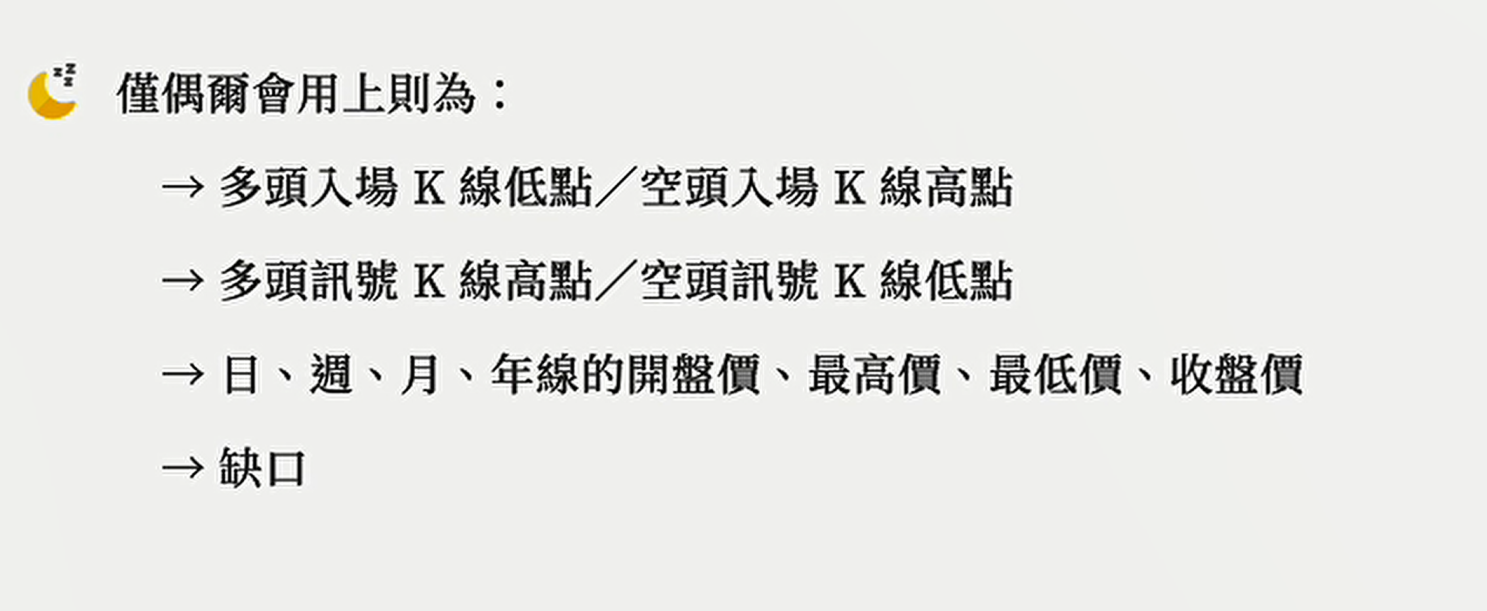 僅偶爾會用上則為：
→ 多頭入場 K 線低點／空頭入場 K 線高點
→ 多頭訊號 K 線高點／空頭訊號 K 線低點
→ 日、週、月、年線的開盤價、最高價、最低價、收盤價
→ 缺口